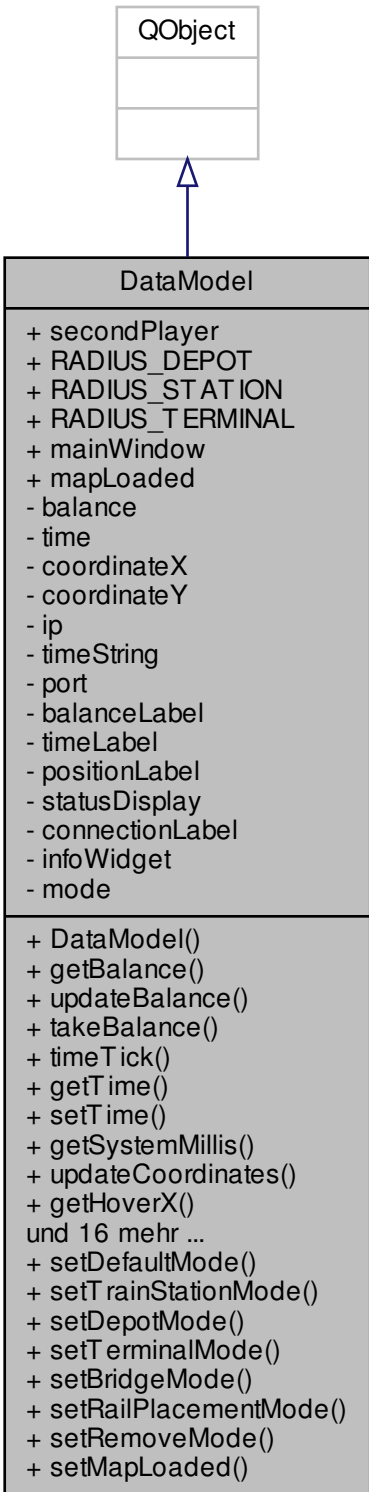 QObject
DataModel
+ secondPlayer
+ RADIUS_DEPOT
+ RADIUS_STATION
+ RADIUS_TERMINAL
+ mainWindow
+ mapLoaded
- balance
- time
- coordinateX
- coordinateY
- ip
- timeString
- port
- balanceLabel
- timeLabel
- positionLabel
- statusDisplay
- connectionLabel
- infoWidget
- mode
+ DataModel()
+ getBalance()
+ updateBalance()
+ takeBalance()
+ timeTick()
+ getTime()
+ setTime()
+ getSystemMillis()
+ updateCoordinates()
+ getHoverX()
und 16 mehr ...
+ setDefaultMode()
+ setTrainStationMode()
+ setDepotMode()
+ setTerminalMode()
+ setBridgeMode()
+ setRailPlacementMode()
+ setRemoveMode()
+ setMapLoaded()